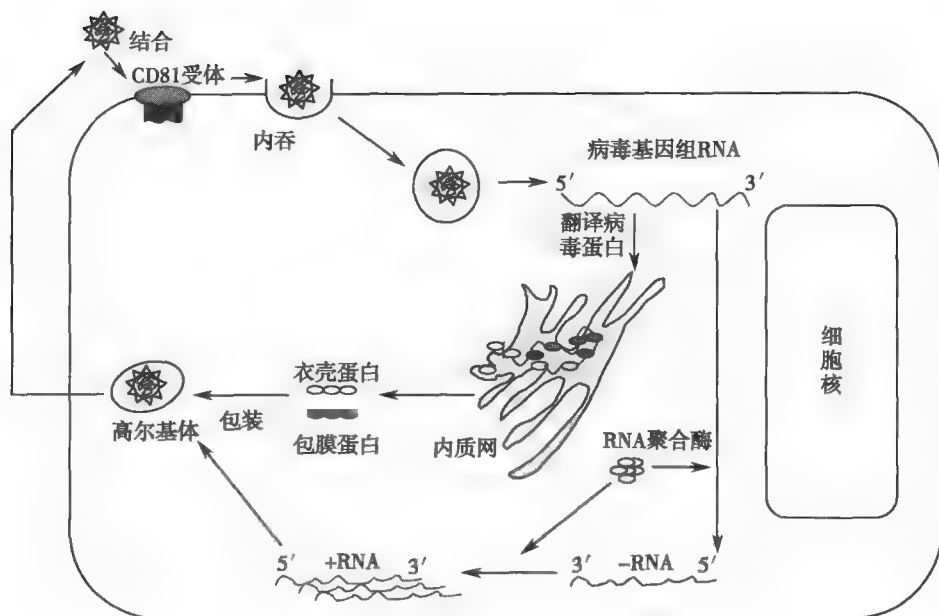 结合
CD81受体
内吞
病毒基因组RNA
5′ 3′
翻译病
毒蛋白
细
胞
核
衣壳蛋白
包装
高尔基体
包膜蛋白
内质网
RNA聚合酶
5′ +RNA 3′
3′ −RNA 5′